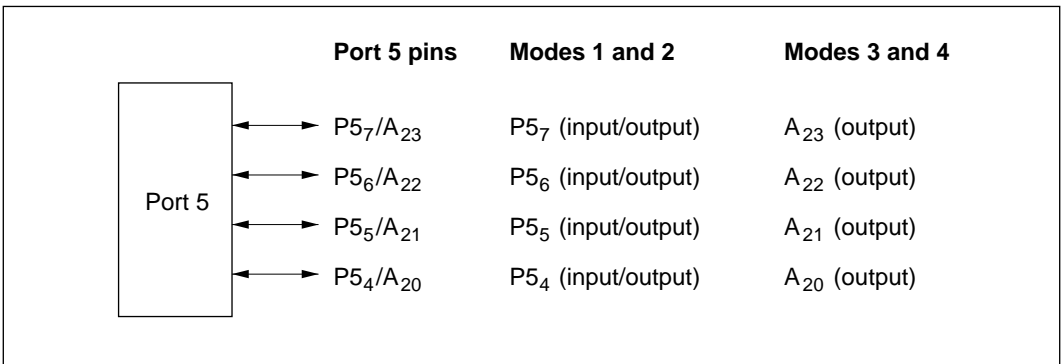 Port 5 pins Modes 1 and 2 Modes 3 and 4
P5₇/A₂₃ P5₇ (input/output) A₂₃ (output)
P5₆/A₂₂ P5₆ (input/output) A₂₂ (output)
Port 5
P5₅/A₂₁ P5₅ (input/output) A₂₁ (output)
P5₄/A₂₀ P5₄ (input/output) A₂₀ (output)